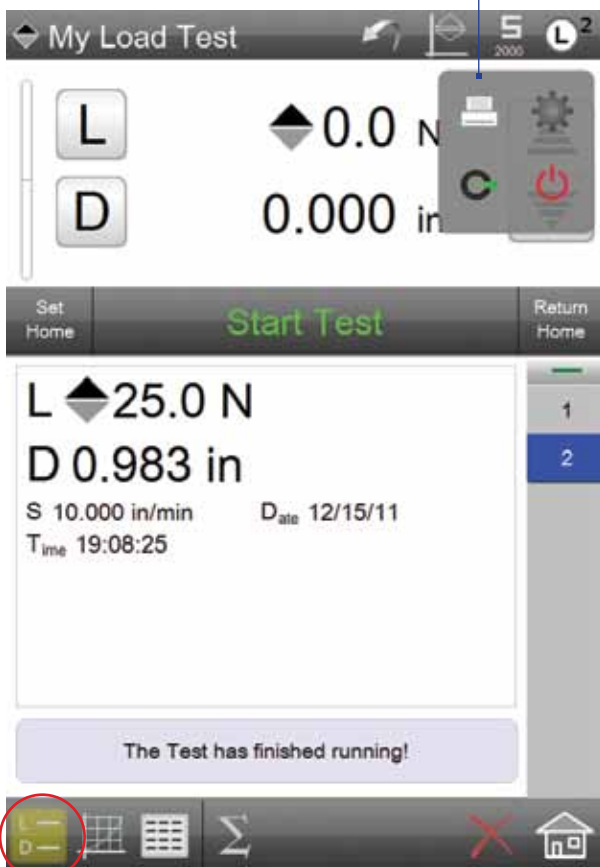 My Load Test
S
2000
L2
L
0.0 N
D
0.000 in
Set
Home
Start Test
Return
Home
L 25.0 N
D 0.983 in
S 10.000 in/min Date 12/15/11
Time 19:08:25
1
2
The Test has finished running!
L
D
Σ